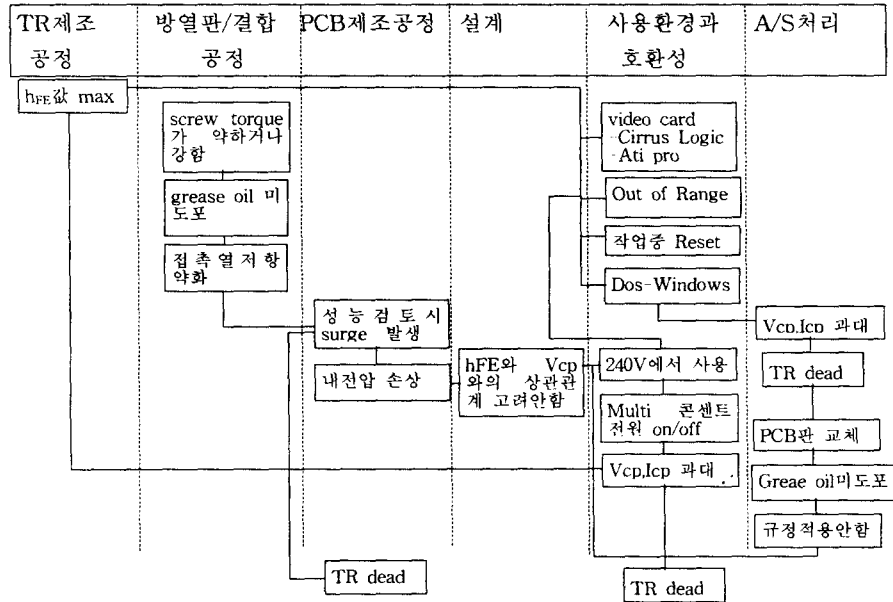 TR제조
공정
방열판/결합
공정
PCB제조공정
설계
사용환경과
호환성
A/S처리
hFE값 max
screw torque
가 약하거나
강함
grease oil 미
도포
접촉열저항
약화
성능검토시
surge 발생
내전압 손상
TR dead
hFE와 Vcp
와의 상관관
계 고려안함
video card
-Cirrus Logic
-Ati pro
Out of Range
작업중 Reset
Dos-Windows
240V에서 사용
Multi 콘센트
전원 on/off
Vcp,Icp 과대
TR dead
Vcp,Icp 과대
TR dead
PCB판 교체
Greae oil미도포
규정적용안함